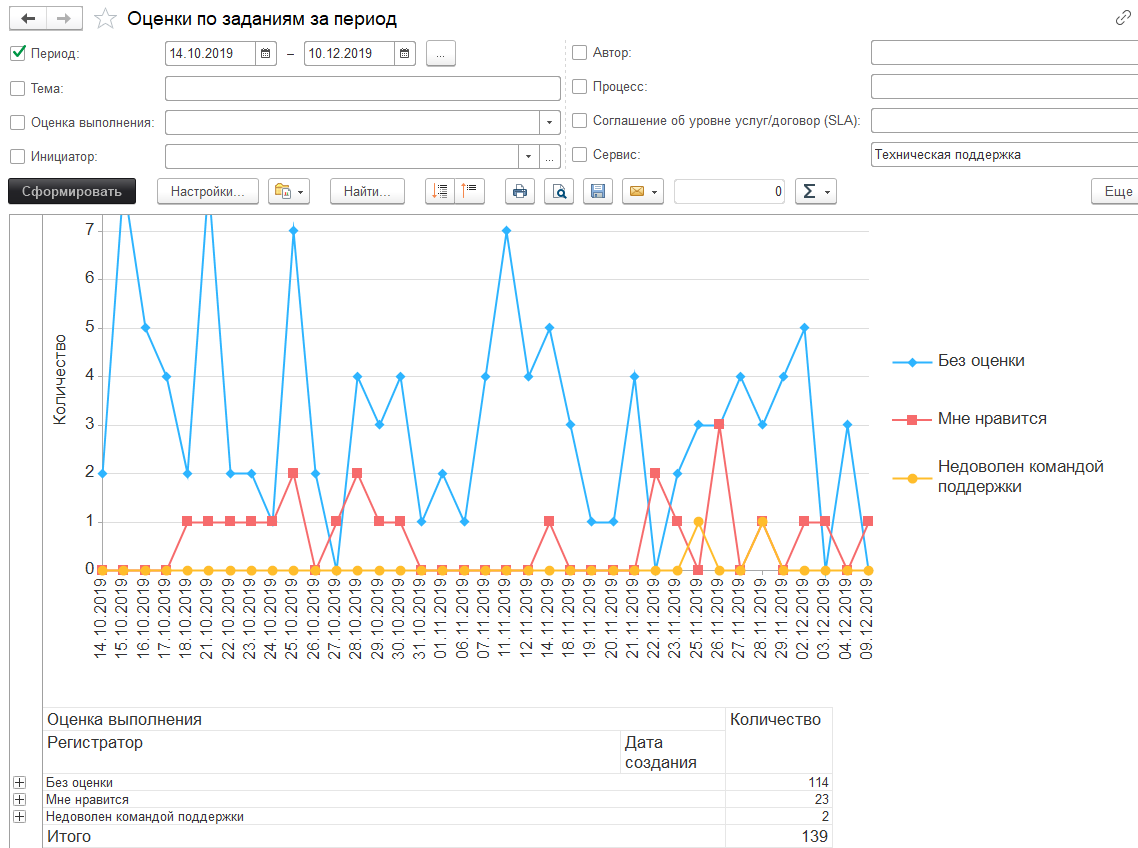 Оценки по заданиям за период
Период: 14.10.2019 – 10.12.2019 ...
Автор:
Тема:
Процесс:
Оценка выполнения:
Соглашение об уровне услуг/договор (SLA):
Инициатор: ...
Сервис: Техническая поддержка
Сформировать Настройки... Найти... 0 Σ Еще
Количество
7
6
5
4
3
2
1
0
Без оценки
Мне нравится
Недоволен командой
поддержки
14.10.2019
15.10.2019
16.10.2019
17.10.2019
18.10.2019
21.10.2019
22.10.2019
23.10.2019
24.10.2019
25.10.2019
26.10.2019
27.10.2019
28.10.2019
29.10.2019
30.10.2019
31.10.2019
01.11.2019
06.11.2019
07.11.2019
11.11.2019
12.11.2019
14.11.2019
18.11.2019
19.11.2019
20.11.2019
21.11.2019
22.11.2019
23.11.2019
25.11.2019
26.11.2019
27.11.2019
28.11.2019
29.11.2019
02.12.2019
03.12.2019
04.12.2019
09.12.2019
Оценка выполнения Количество
Регистратор Дата
создания
Без оценки 114
Мне нравится 23
Недоволен командой поддержки 2
Итого 139